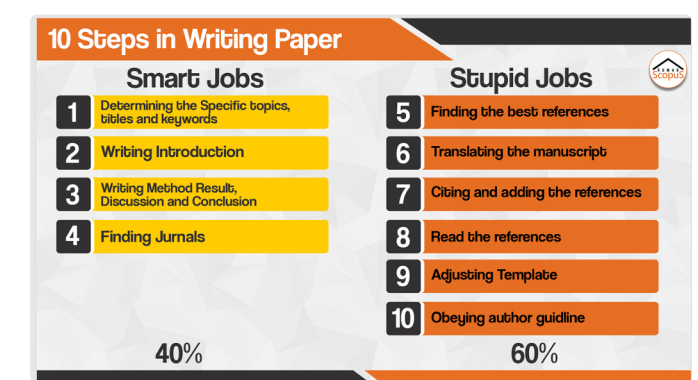 10 Steps in Writing Paper
Smart Jobs
1 Determining the Specific topics,
titles and keywords
2 Writing Introduction
3 Writing Method Result,
Discussion and Conclusion
4 Finding Jurnals
40%
Stupid Jobs
5 Finding the best references
6 Translating the manuscript
7 Citing and adding the references
8 Read the references
9 Adjusting Template
10 Obeying author guidline
60%
RUMAH
ScopuS